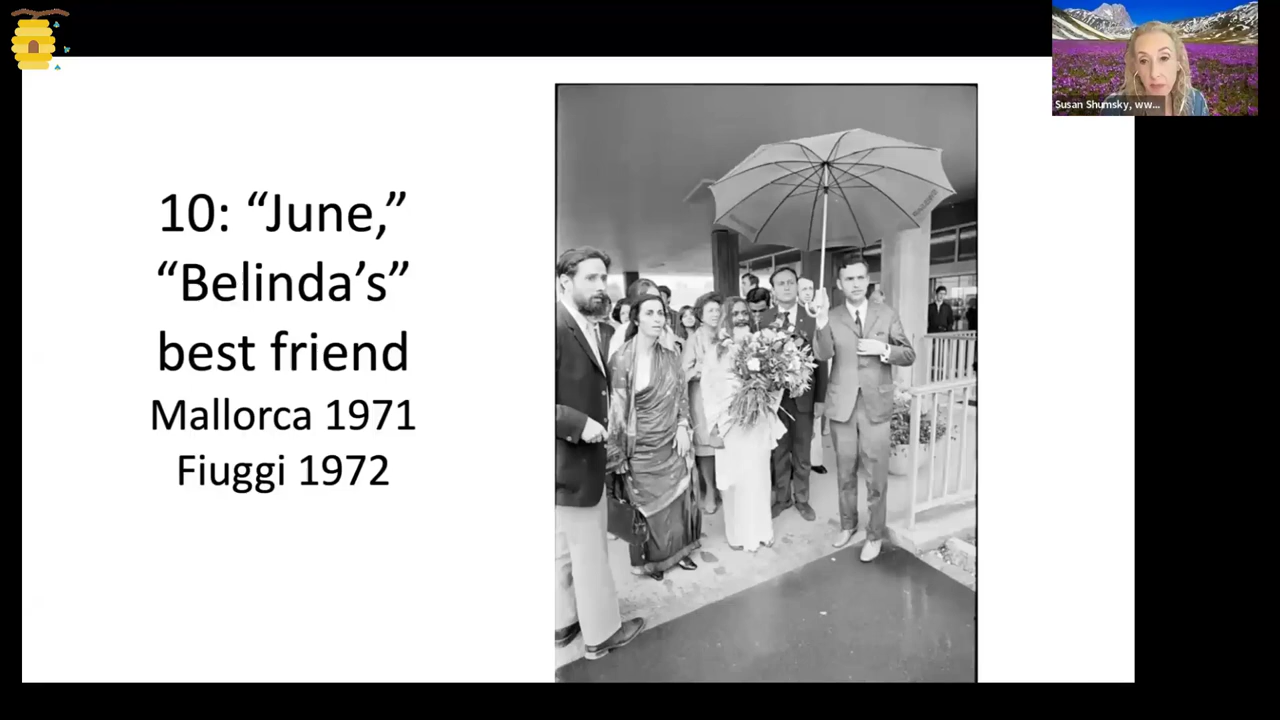 10: “June,”
“Belinda’s”
best friend
Mallorca 1971
Fiuggi 1972
Susan Shumsky, ww...